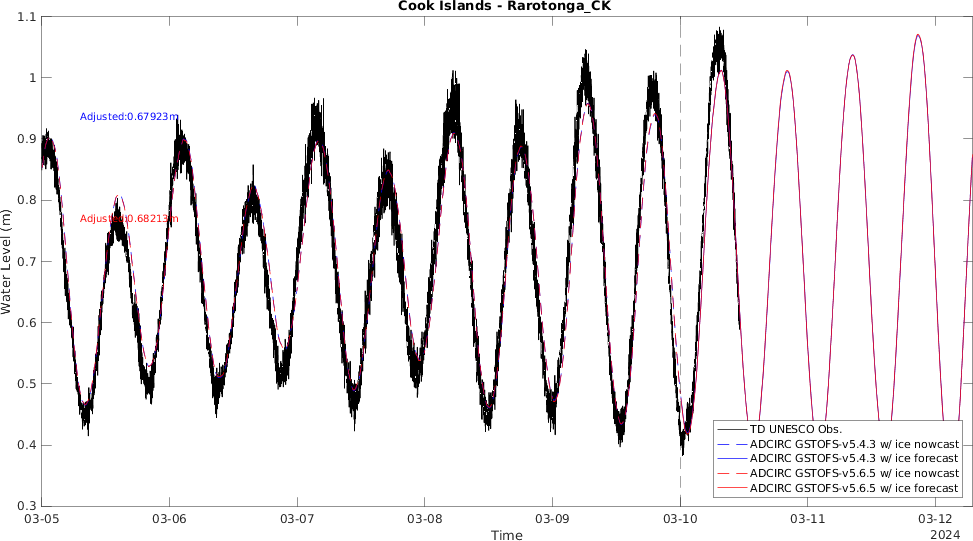 Cook Islands - Rarotonga_CK
1.1
1
0.9
0.8
0.7
0.6
0.5
0.4
0.3
Water Level (m)
Adjusted:0.67923m
Adjusted:0.68213m
TD UNESCO Obs.
ADCIRC GSTOFS-v5.4.3 w/ ice nowcast
ADCIRC GSTOFS-v5.4.3 w/ ice forecast
ADCIRC GSTOFS-v5.6.5 w/ ice nowcast
ADCIRC GSTOFS-v5.6.5 w/ ice forecast
03-05 03-06 03-07 03-08 03-09 03-10 03-11 03-12
Time
2024